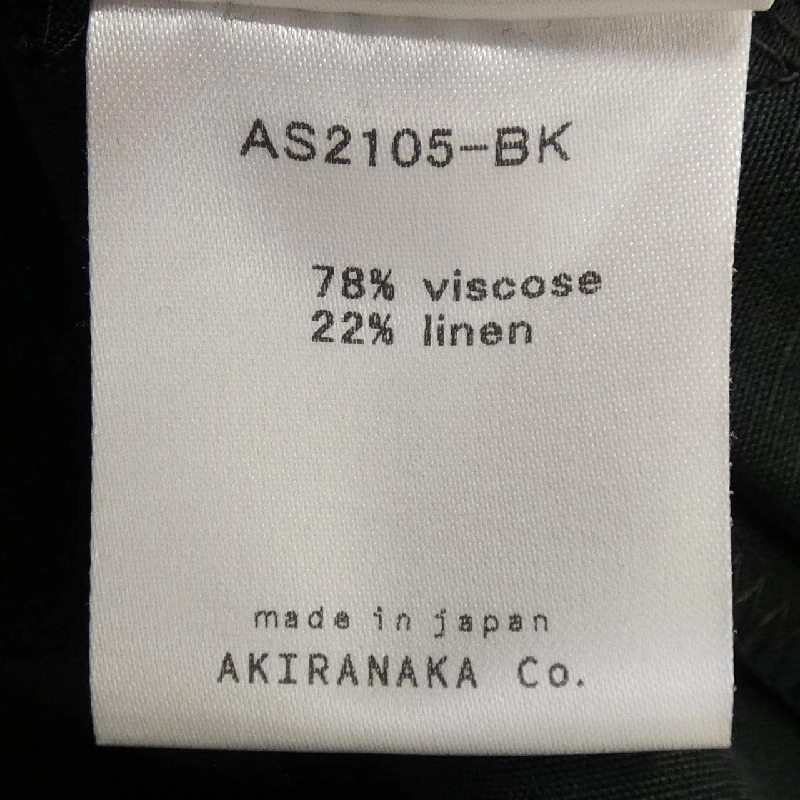 AS2105-BK
78% viscose
22% linen
made in japan
AKIRANAKA Co.